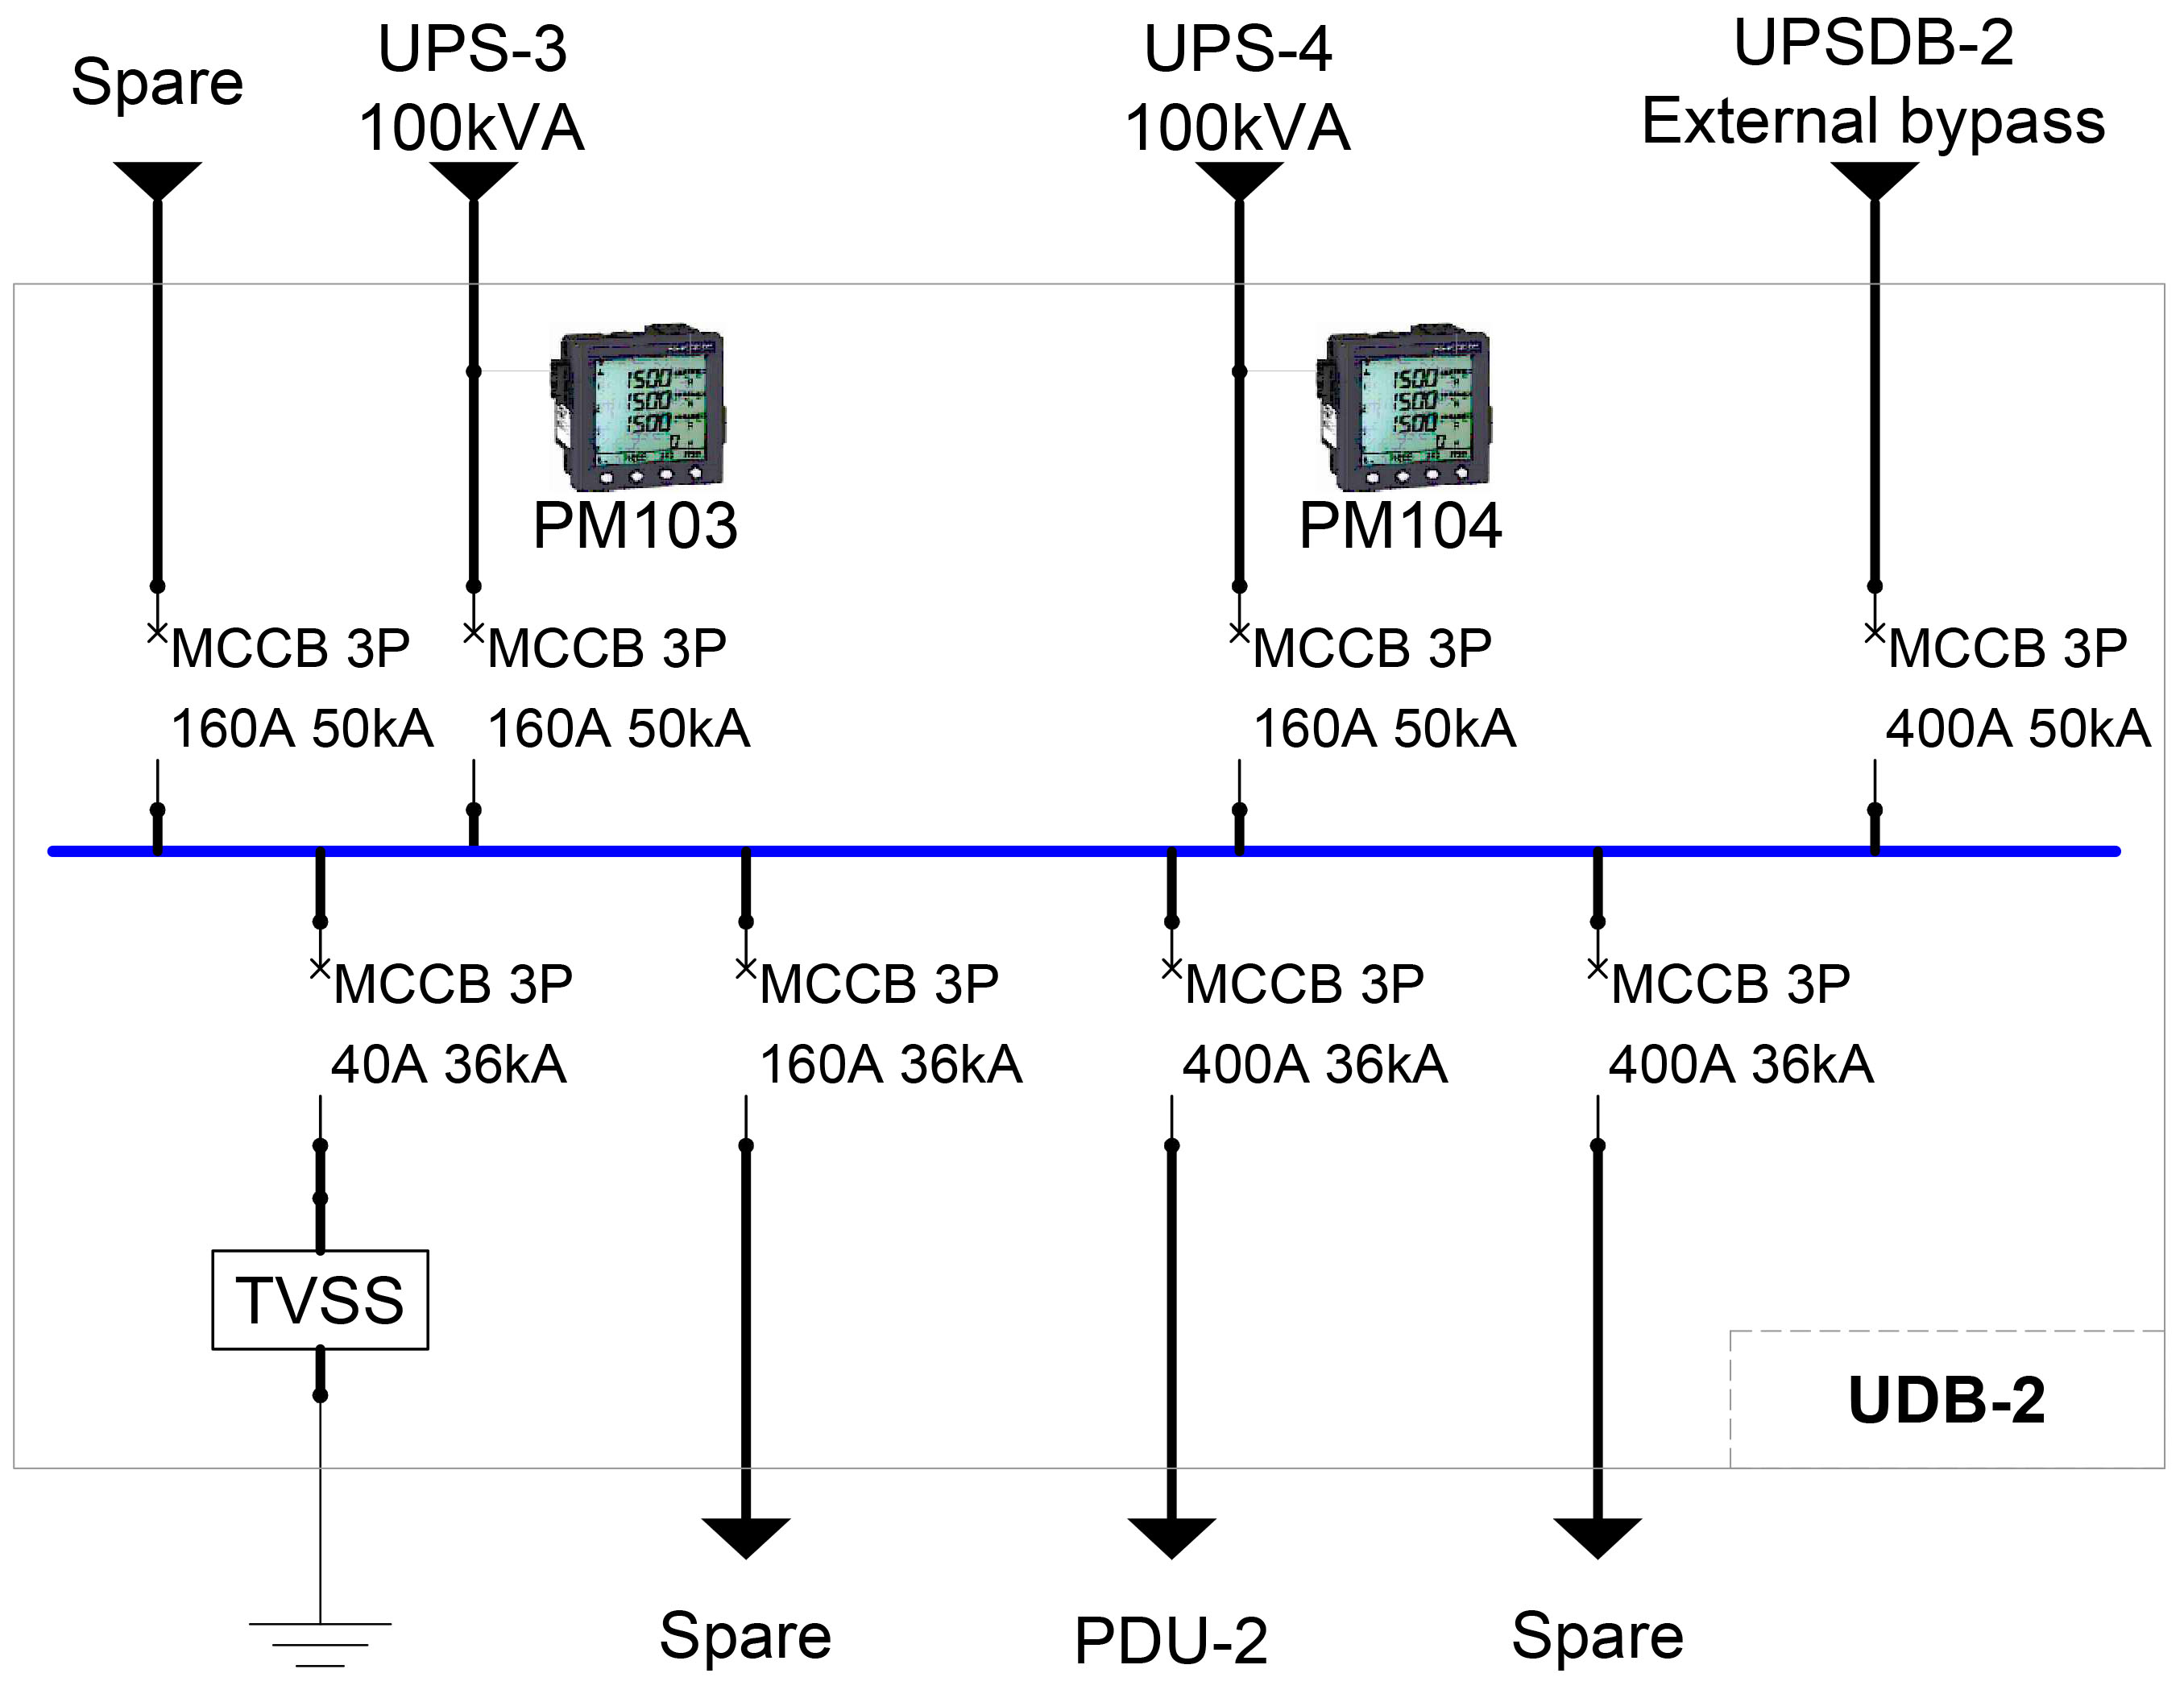 Spare
UPS-3
100kVA
UPS-4
100kVA
UPSDB-2
External bypass
1500
1500
1500
0
PM103
1500
1500
1500
0
PM104
MCCB 3P
160A 50kA
MCCB 3P
160A 50kA
MCCB 3P
160A 50kA
MCCB 3P
400A 50kA
MCCB 3P
40A 36kA
MCCB 3P
160A 36kA
MCCB 3P
400A 36kA
MCCB 3P
400A 36kA
TVSS
UDB-2
Spare
PDU-2
Spare